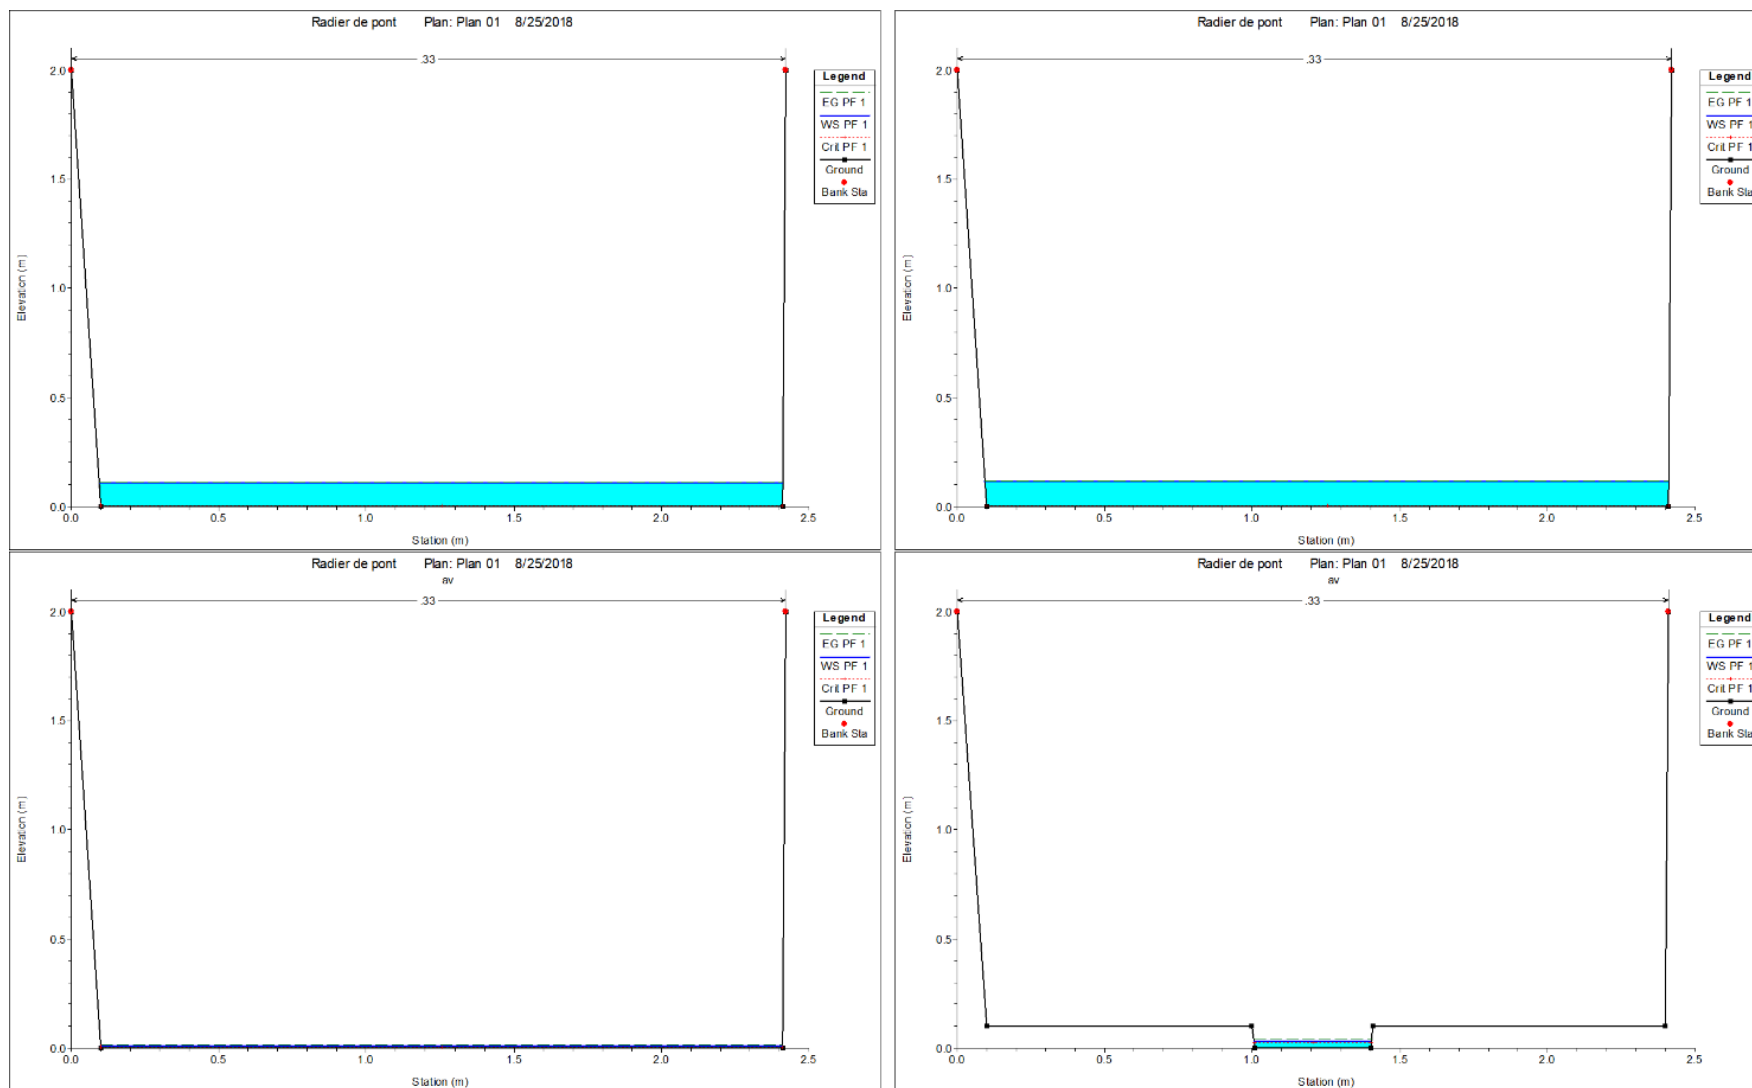 Radier de pont Plan: Plan 01 8/25/2018
.33
Legend
EG PF 1
WS PF 1
Crit PF 1
Ground
Bank Sta
2.0
1.5
1.0
0.5
0.0
Elevation (m)
0.0 0.5 1.0 1.5 2.0 2.5
Station (m)
Radier de pont Plan: Plan 01 8/25/2018
.33
Legend
EG PF 1
WS PF 1
Crit PF 1
Ground
Bank Sta
2.0
1.5
1.0
0.5
0.0
Elevation (m)
0.0 0.5 1.0 1.5 2.0 2.5
Station (m)
Radier de pont Plan: Plan 01 8/25/2018
av
.33
Legend
EG PF 1
WS PF 1
Crit PF 1
Ground
Bank Sta
2.0
1.5
1.0
0.5
0.0
Elevation (m)
0.0 0.5 1.0 1.5 2.0 2.5
Station (m)
Radier de pont Plan: Plan 01 8/25/2018
av
.33
Legend
EG PF 1
WS PF 1
Crit PF 1
Ground
Bank Sta
2.0
1.5
1.0
0.5
0.0
Elevation (m)
0.0 0.5 1.0 1.5 2.0 2.5
Station (m)